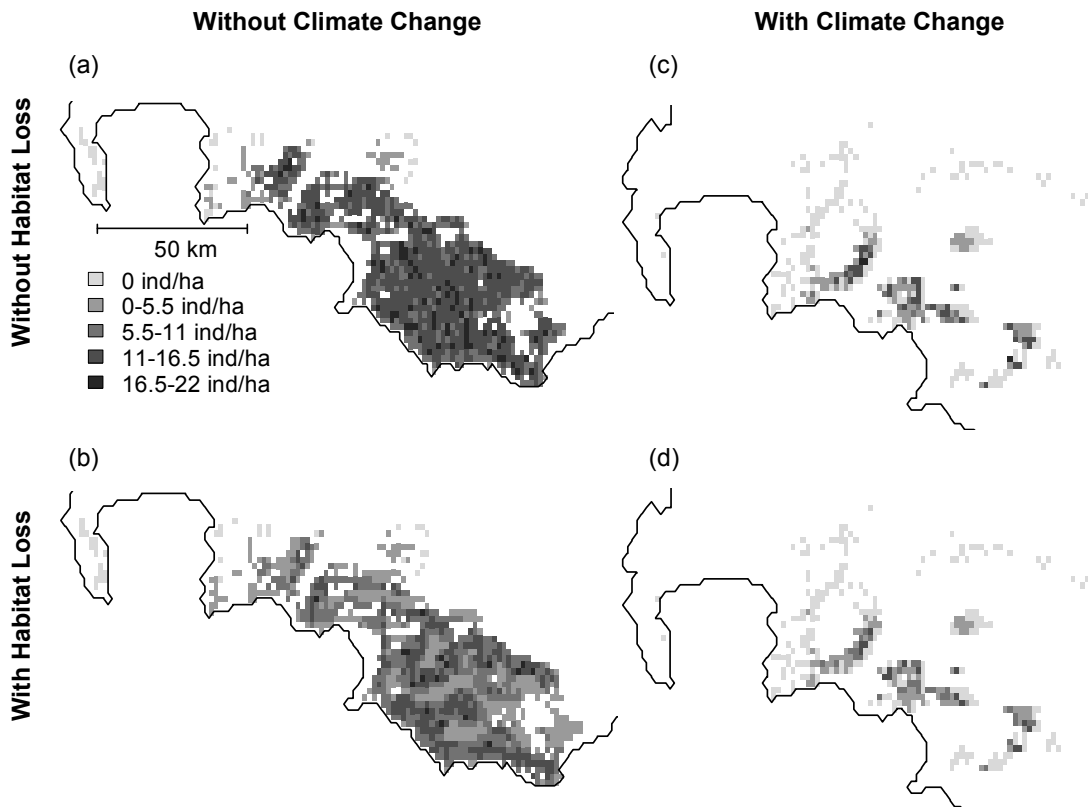 Without Climate Change
With Climate Change
(a)
(c)
Without Habitat Loss
50 km
0 ind/ha
0-5.5 ind/ha
5.5-11 ind/ha
11-16.5 ind/ha
16.5-22 ind/ha
(b)
(d)
With Habitat Loss